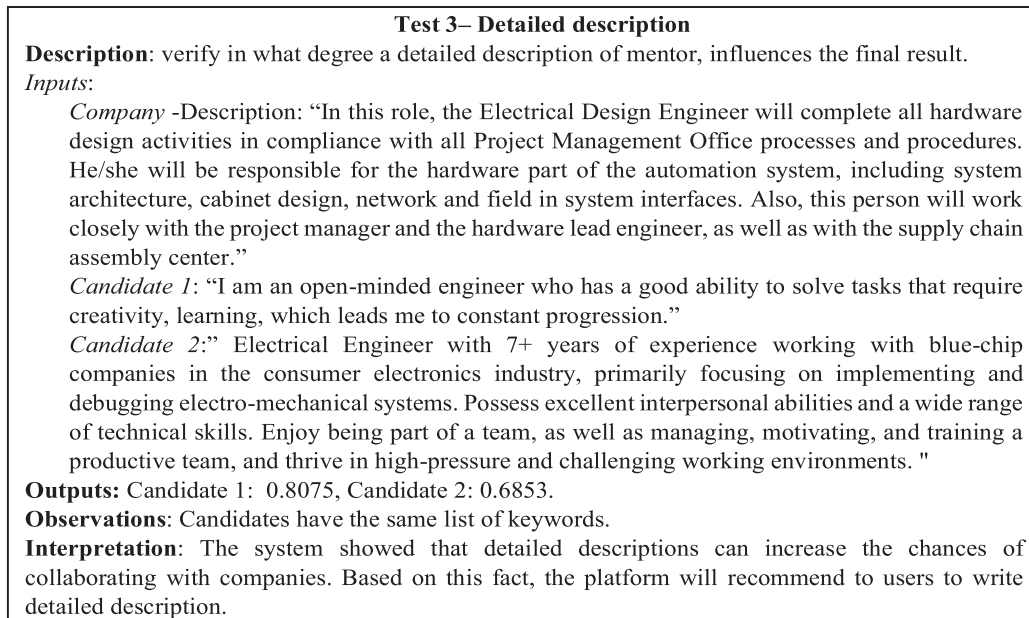 Test 3– Detailed description
Description: verify in what degree a detailed description of mentor, influences the final result.
Inputs:
Company -Description: “In this role, the Electrical Design Engineer will complete all hardware
design activities in compliance with all Project Management Office processes and procedures.
He/she will be responsible for the hardware part of the automation system, including system
architecture, cabinet design, network and field in system interfaces. Also, this person will work
closely with the project manager and the hardware lead engineer, as well as with the supply chain
assembly center.”
Candidate 1: “I am an open-minded engineer who has a good ability to solve tasks that require
creativity, learning, which leads me to constant progression.”
Candidate 2:” Electrical Engineer with 7+ years of experience working with blue-chip
companies in the consumer electronics industry, primarily focusing on implementing and
debugging electro-mechanical systems. Possess excellent interpersonal abilities and a wide range
of technical skills. Enjoy being part of a team, as well as managing, motivating, and training a
productive team, and thrive in high-pressure and challenging working environments. "
Outputs: Candidate 1: 0.8075, Candidate 2: 0.6853.
Observations: Candidates have the same list of keywords.
Interpretation: The system showed that detailed descriptions can increase the chances of
collaborating with companies. Based on this fact, the platform will recommend to users to write
detailed description.